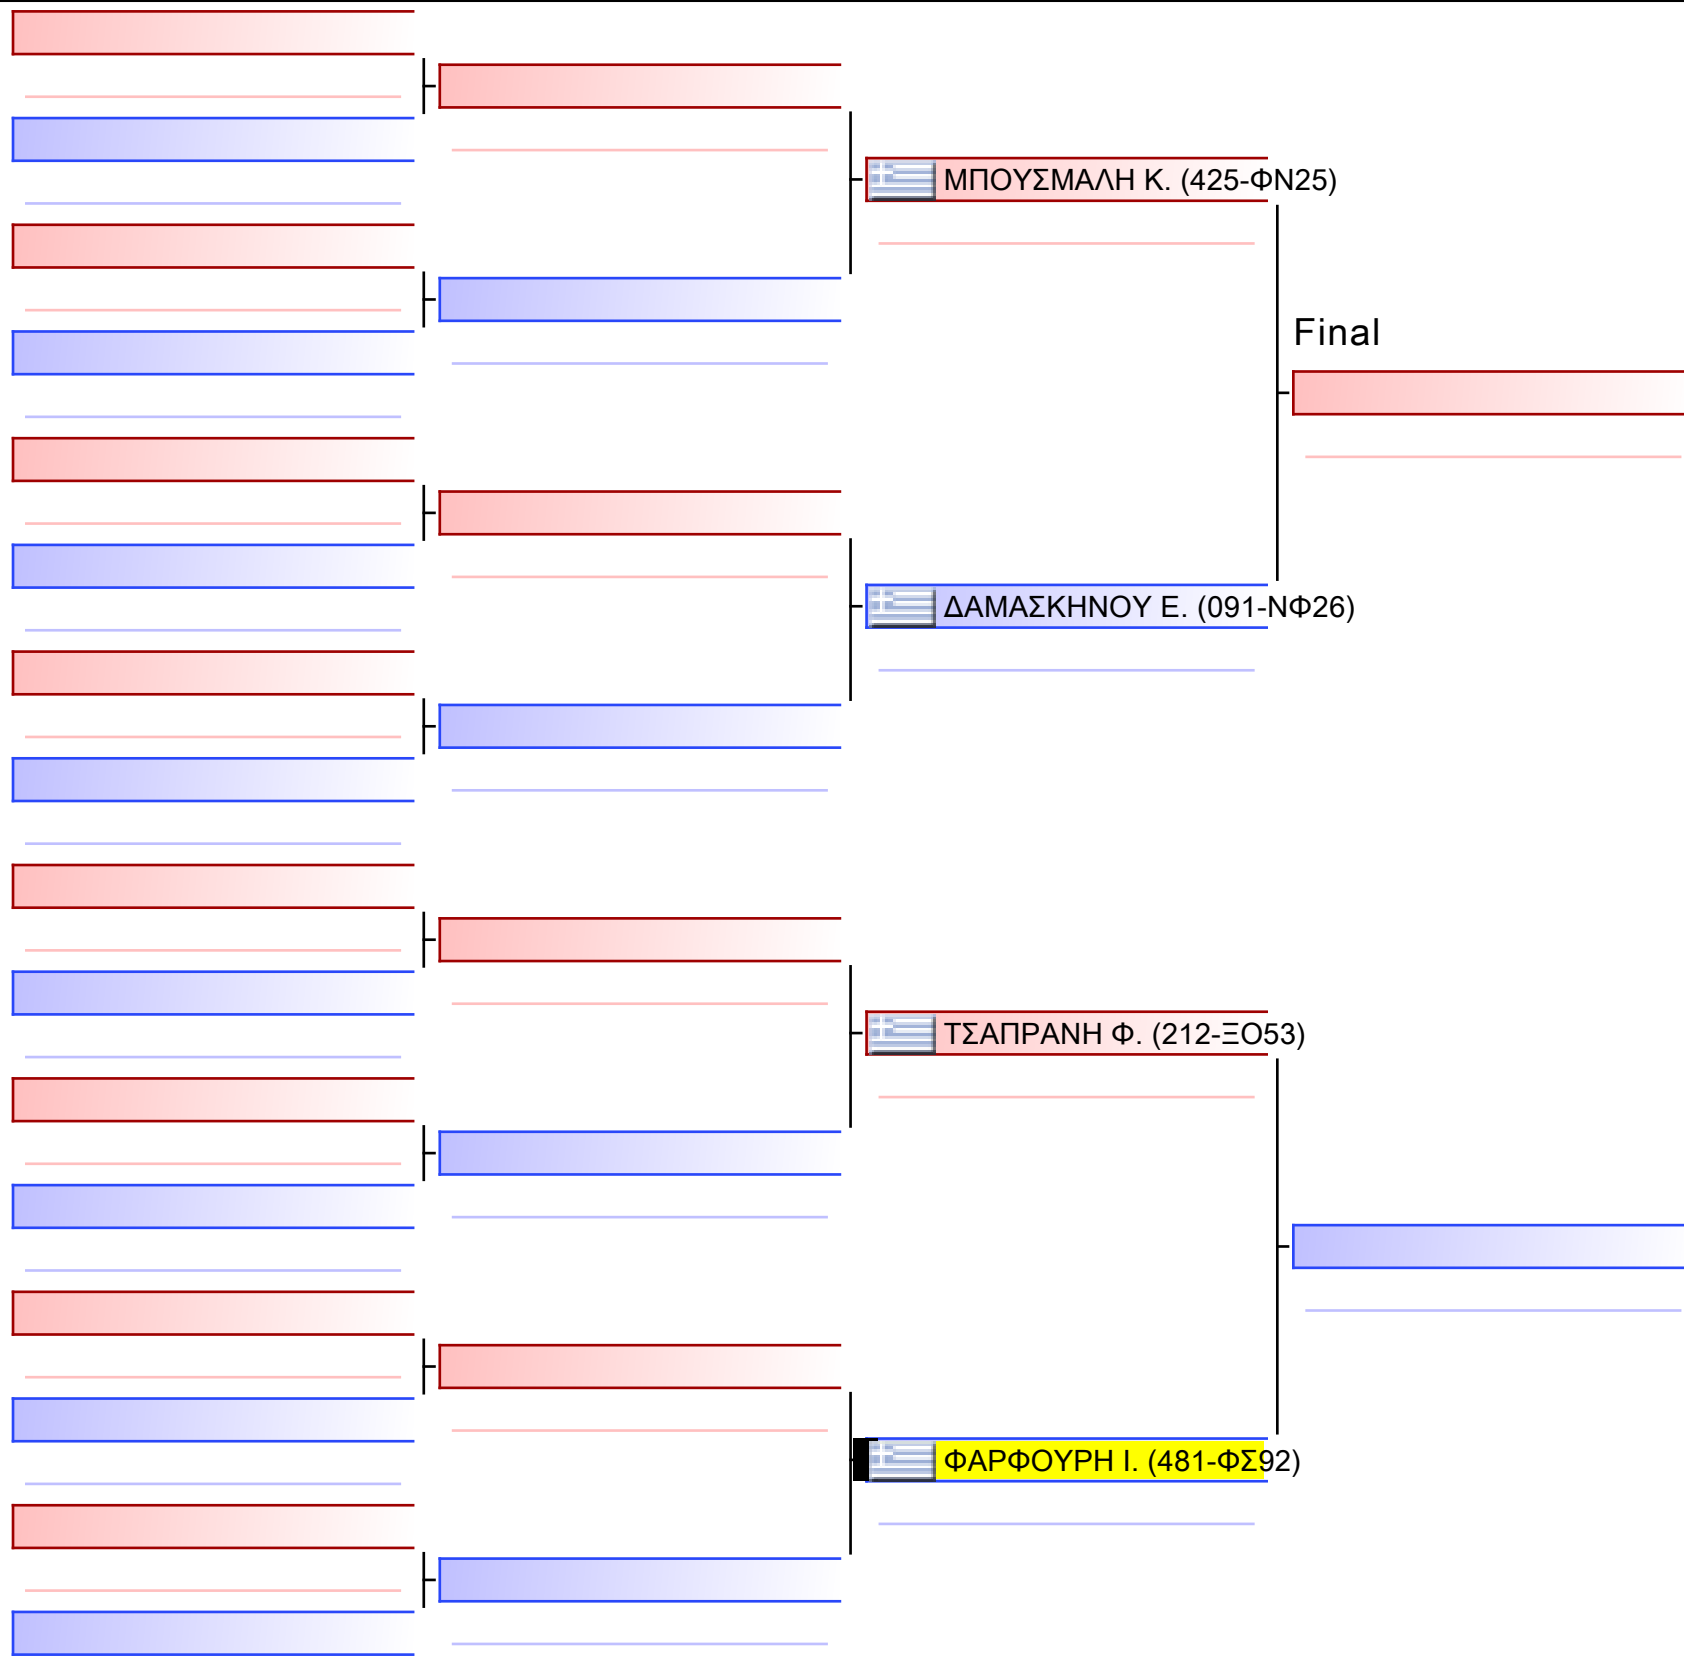 ΜΠΟΥΣΜΑΛΗ Κ. (425-ΦΝ25)
Final
ΔΑΜΑΣΚΗΝΟΥ Ε. (091-ΝΦ26)
ΤΣΑΠΡΑΝΗ Φ. (212-ΞΟ53)
ΦΑΡΦΟΥΡΗ Ι. (481-ΦΣ92)